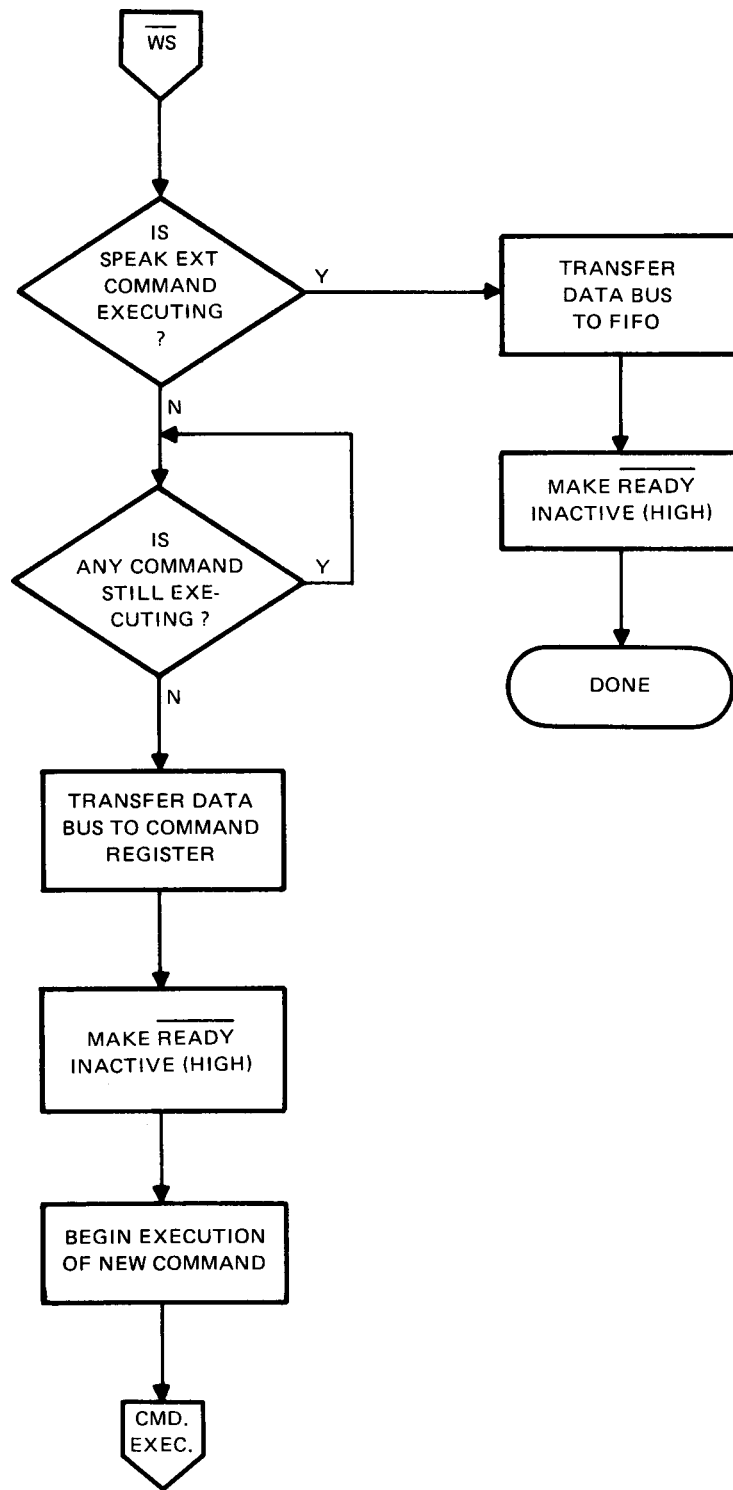 WS
IS
SPEAK EXT
COMMAND
EXECUTING
?
Y
TRANSFER
DATA BUS
TO FIFO
N
MAKE READY
INACTIVE (HIGH)
IS
ANY COMMAND
STILL EXE-
CUTING ?
Y
DONE
N
TRANSFER DATA
BUS TO COMMAND
REGISTER
MAKE READY
INACTIVE (HIGH)
BEGIN EXECUTION
OF NEW COMMAND
CMD.
EXEC.